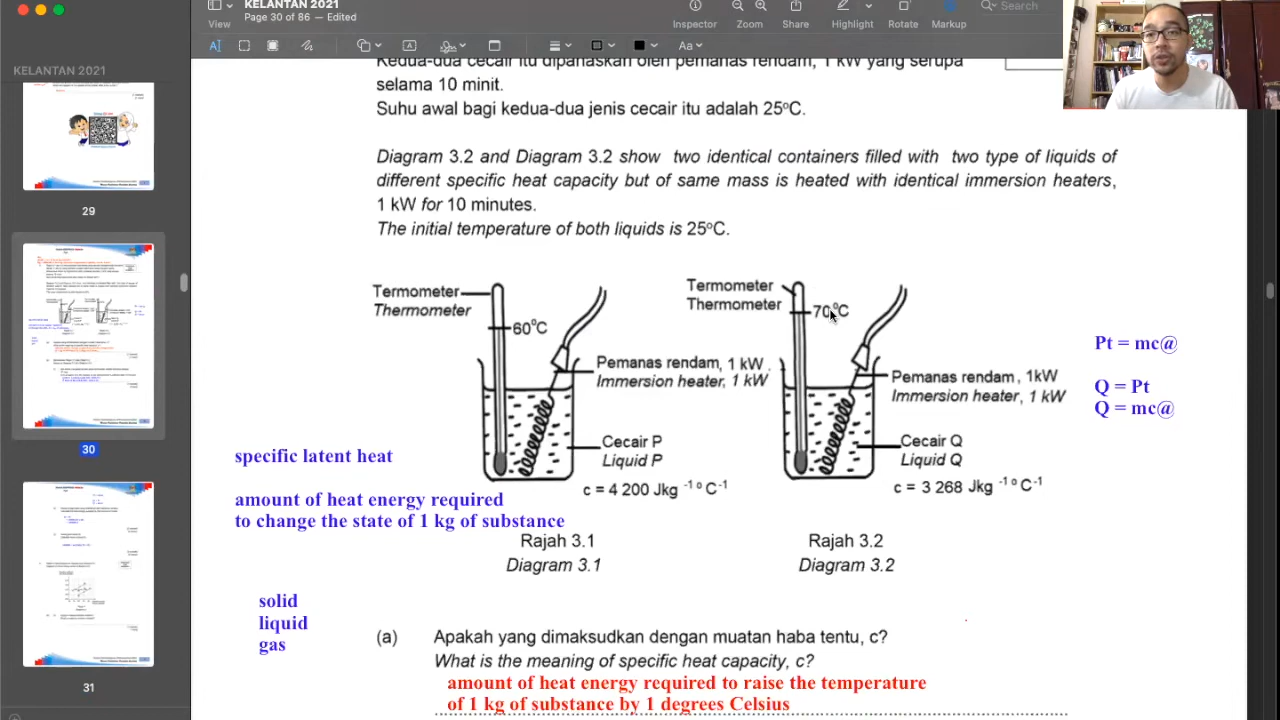 KELANTAN 2021
Page 30 of 86 – Edited
View
Inspector
Zoom
Share
Highlight
Rotate
Markup
Search
Aa
KELANTAN 2021
29
30
31
Kedua-dua cecair itu dipanaskan oleh pemanas rendam, 1 kW yang serupa
selama 10 minit.
Suhu awal bagi kedua-dua jenis cecair itu adalah 25°C.
Diagram 3.2 and Diagram 3.2 show two identical containers filled with two type of liquids of
different specific heat capacity but of same mass is heated with identical immersion heaters,
1 kW for 10 minutes.
The initial temperature of both liquids is 25°C.
Termometer
Thermometer
60°C
Pemanas rendam, 1 kW
Immersion heater, 1 kW
Cecair P
Liquid P
c = 4 200 Jkg -1 o C-1
Rajah 3.1
Diagram 3.1
Termometer
Thermometer
70°C
Pemanas rendam, 1kW
Immersion heater, 1 kW
Cecair Q
Liquid Q
c = 3 268 Jkg -1 o C-1
Rajah 3.2
Diagram 3.2
Pt = mc@
Q = Pt
Q = mc@
specific latent heat
amount of heat energy required
to change the state of 1 kg of substance
solid
liquid
gas
(a) Apakah yang dimaksudkan dengan muatan haba tentu, c?
What is the meaning of specific heat capacity, c?
amount of heat energy required to raise the temperature
of 1 kg of substance by 1 degrees Celsius